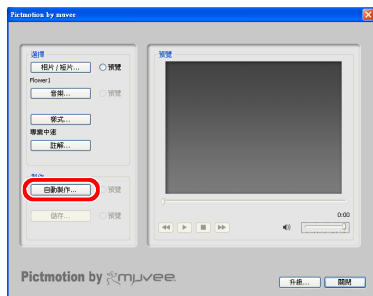 Pictmotion by muvee
選擇
相片 / 短片...
預覽
Flower1
音樂...
預覽
樣式...
專業中速
註解...
製作
自動製作...
預覽
儲存...
預覽
預覽
0:00
Pictmotion by muvee.
升級...
關閉